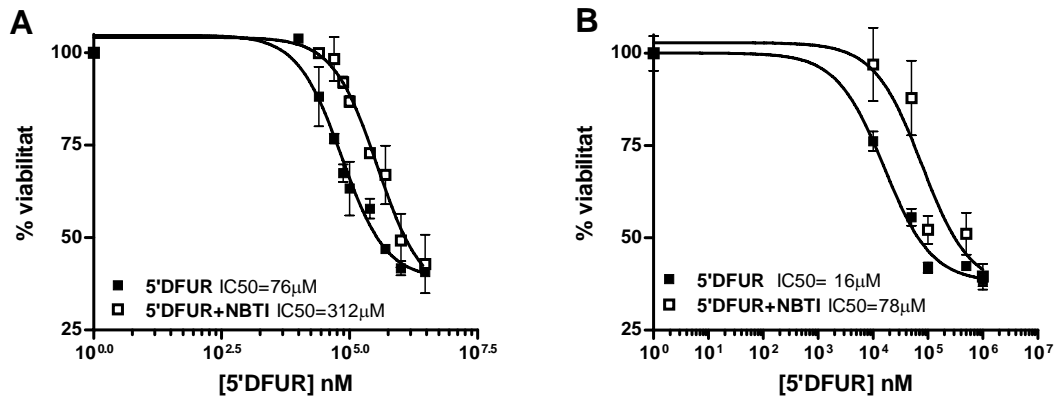 A
% viabilitat
100
75
50
25
5'DFUR IC50=76μM
5'DFUR+NBTI IC50=312μM
10^0.0 10^2.5 10^5.0 10^7.5
[5'DFUR] nM
B
% viabilitat
100
75
50
25
5'DFUR IC50= 16μM
5'DFUR+NBTI IC50=78μM
10^0 10^1 10^2 10^3 10^4 10^5 10^6 10^7
[5'DFUR] nM